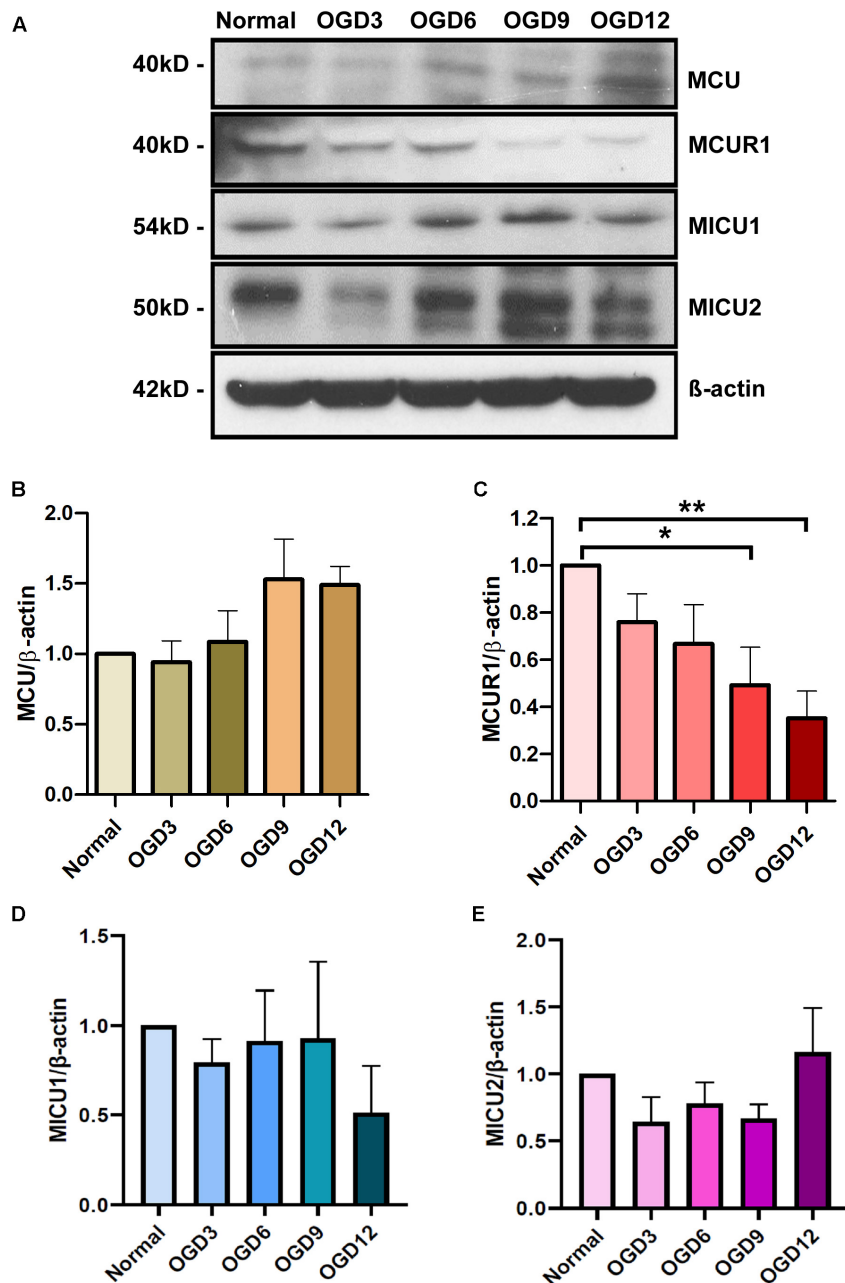 A
Normal OGD3 OGD6 OGD9 OGD12
40kD - MCU
40kD - MCUR1
54kD - MICU1
50kD - MICU2
42kD - ß-actin
B
MCU/β-actin
2.0
1.5
1.0
0.5
0.0
Normal OGD3 OGD6 OGD9 OGD12
C
MCUR1/β-actin
1.2
1.0
0.8
0.6
0.4
0.2
0.0
**
*
Normal OGD3 OGD6 OGD9 OGD12
D
MICU1/β-actin
1.5
1.0
0.5
0.0
Normal OGD3 OGD6 OGD9 OGD12
E
MICU2/β-actin
2.0
1.5
1.0
0.5
0.0
Normal OGD3 OGD6 OGD9 OGD12